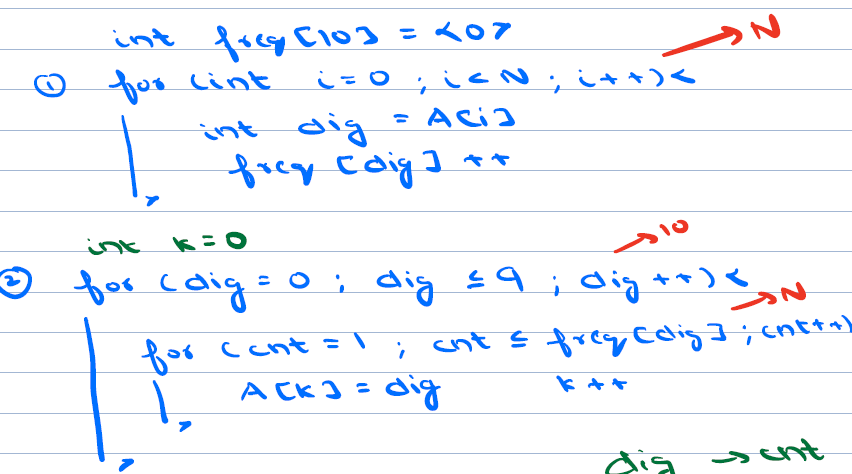 int freq[10] = {0}
→ N
① for (int i=0 ; i<N ; i++){
int dig = A[i]
freq [dig] ++
}
int k=0
→ 10
② for (dig = 0 ; dig ≤ 9 ; dig ++) {
→ N
for (cnt = 1 ; cnt ≤ freq[dig] ; cnt++)
A[k] = dig k++
}
}
dig → cnt